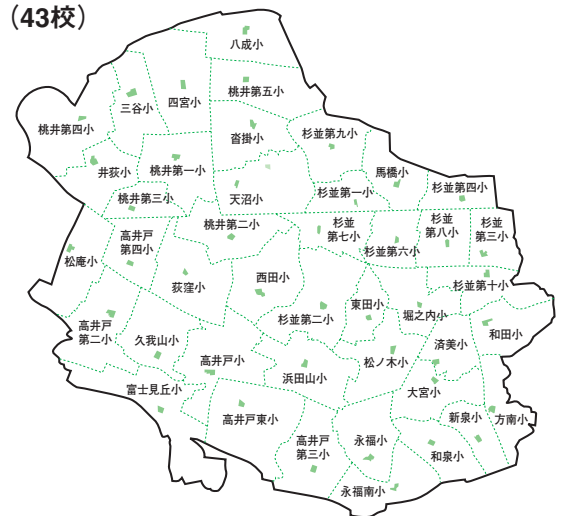 （43校）
八成小
桃井第五小
四宮小
三谷小
桃井第四小
沓掛小
杉並第九小
馬橋小
井荻小
桃井第一小
天沼小
杉並第一小
杉並第四小
桃井第三小
桃井第二小
杉並
第七小
杉並第六小
杉並
第八小
杉並
第三小
松庵小
高井戸
第四小
荻窪小
西田小
杉並第十小
高井戸
第二小
久我山小
杉並第二小
東田小
堀之内小
和田小
済美小
高井戸小
浜田山小
松ノ木小
富士見丘小
大宮小
高井戸東小
高井戸
第三小
永福小
新泉小
方南小
和泉小
永福南小